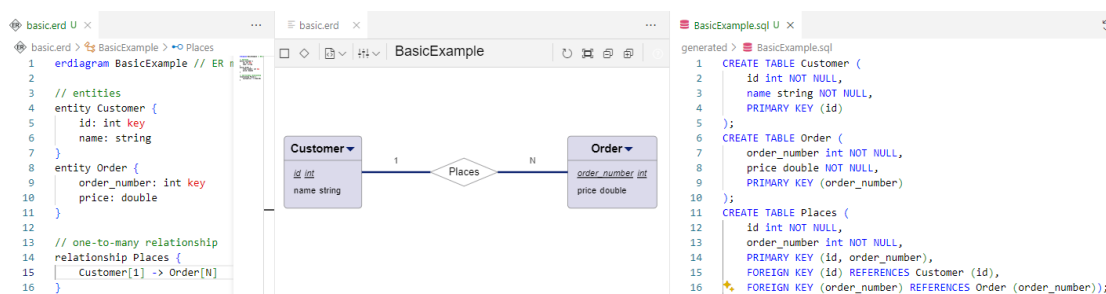 basic.erd U ×
basic.erd > BasicExample > Places
1 erdiagram BasicExample // ER
2
3 // entities
4 entity Customer {
5 id: int key
6 name: string
7 }
8 entity Order {
9 order_number: int key
10 price: double
11 }
12
13 // one-to-many relationship
14 relationship Places {
15 Customer[1] -> Order[N]
16 }
basic.erd ×
BasicExample
Customer
id int
name string
1
Places
N
Order
order_number int
price double
BasicExample.sql U ×
generated > BasicExample.sql
1 CREATE TABLE Customer (
2 id int NOT NULL,
3 name string NOT NULL,
4 PRIMARY KEY (id)
5 );
6 CREATE TABLE Order (
7 order_number int NOT NULL,
8 price double NOT NULL,
9 PRIMARY KEY (order_number)
10 );
11 CREATE TABLE Places (
12 id int NOT NULL,
13 order_number int NOT NULL,
14 PRIMARY KEY (id, order_number),
15 FOREIGN KEY (id) REFERENCES Customer (id),
16 FOREIGN KEY (order_number) REFERENCES Order (order_number));